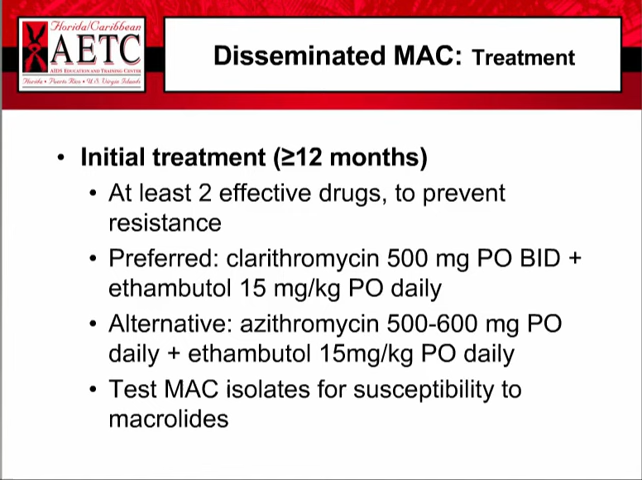 Florida/Caribbean
AETC
AIDS EDUCATION AND TRAINING CENTER
Florida • Puerto Rico • U.S. Virgin Islands
Disseminated MAC: Treatment
• Initial treatment (≥12 months)
• At least 2 effective drugs, to prevent
resistance
• Preferred: clarithromycin 500 mg PO BID +
ethambutol 15 mg/kg PO daily
• Alternative: azithromycin 500-600 mg PO
daily + ethambutol 15mg/kg PO daily
• Test MAC isolates for susceptibility to
macrolides